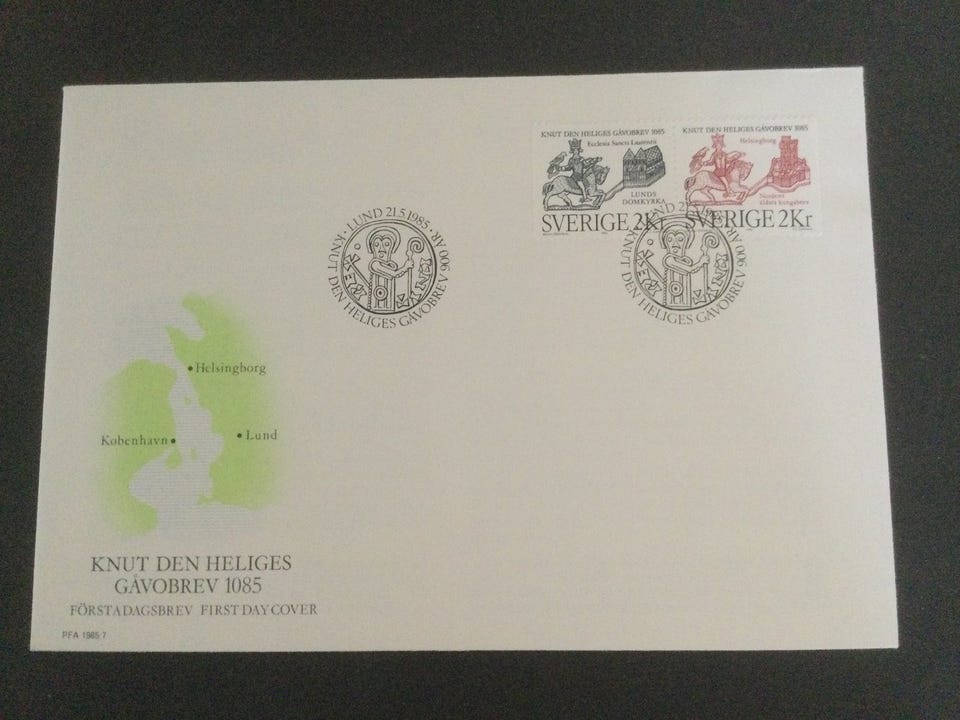 KNUT DEN HELIGES GÅVOBREV 1085
Ecclesia Sancti Laurentii
LUNDS
DOMKYRKA
SVERIGE 2Kr
KNUT DEN HELIGES GÅVOBREV 1085
Helsingborg
Nordens
äldsta kungabrev
SVERIGE 2Kr
LUND 21.5.1985 · 900 ÅR · KNUT DEN HELIGES GÅVOBREV
LUND 21 900 ÅR KNUT DEN HELIGES GÅVOBREV
Helsingborg
København
Lund
KNUT DEN HELIGES
GÅVOBREV 1085
FÖRSTADAGSBREV FIRST DAY COVER
PFA 1985 7